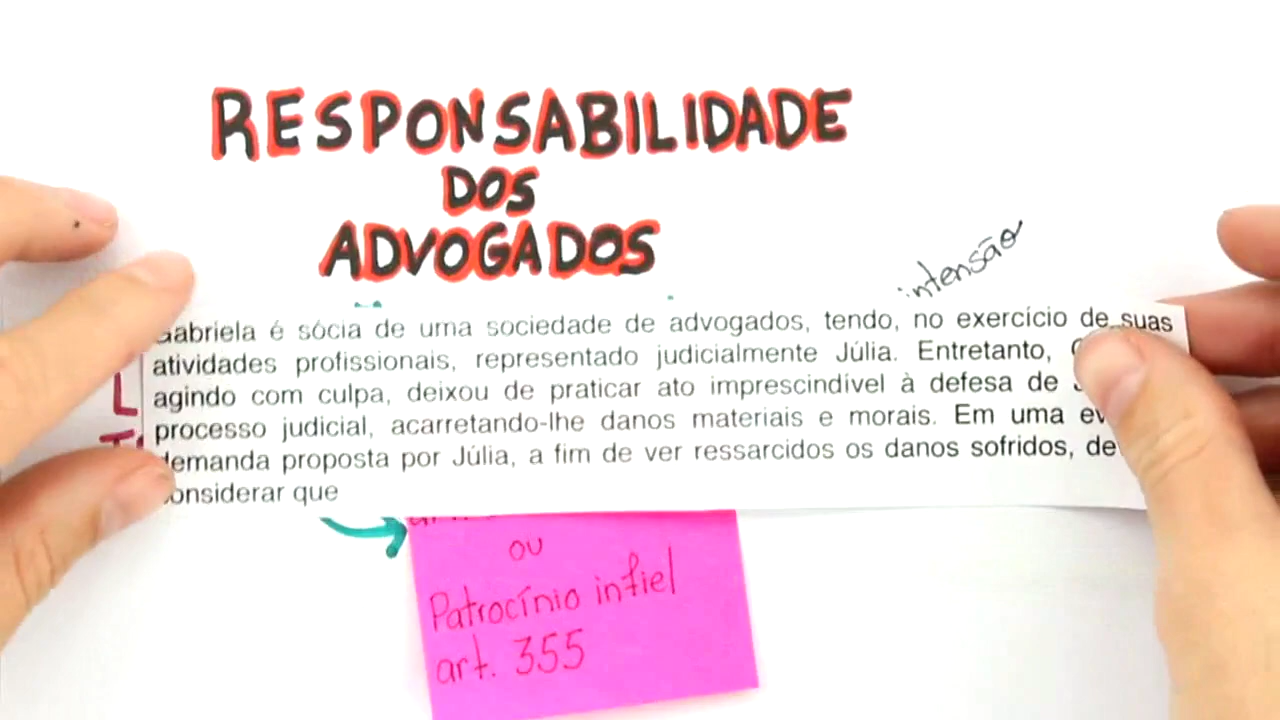 RESPONSABILIDADE
DOS
ADVOGADOS
intensão
Gabriela é sócia de uma sociedade de advogados, tendo, no exercício de suas
atividades profissionais, representado judicialmente Júlia. Entretanto,
agindo com culpa, deixou de praticar ato imprescindível à defesa de
processo judicial, acarretando-lhe danos materiais e morais. Em uma
demanda proposta por Júlia, a fim de ver ressarcidos os danos sofridos,
considerar que
L
ou
Patrocínio infiel
art. 355